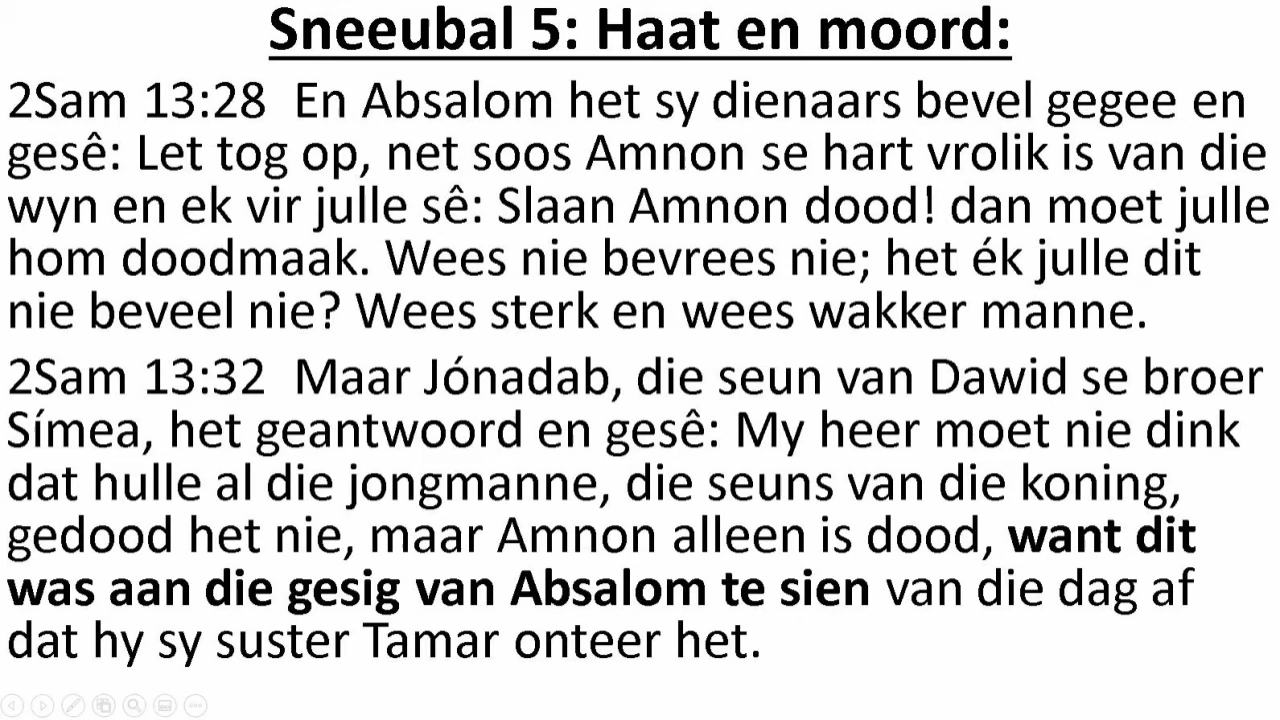 Sneeubal 5: Haat en moord:
2Sam 13:28  En Absalom het sy dienaars bevel gegee en
gesê: Let tog op, net soos Amnon se hart vrolik is van die
wyn en ek vir julle sê: Slaan Amnon dood! dan moet julle
hom doodmaak. Wees nie bevrees nie; het ék julle dit
nie beveel nie? Wees sterk en wees wakker manne.
2Sam 13:32  Maar Jónadab, die seun van Dawid se broer
Símea, het geantwoord en gesê: My heer moet nie dink
dat hulle al die jongmanne, die seuns van die koning,
gedood het nie, maar Amnon alleen is dood, want dit
was aan die gesig van Absalom te sien van die dag af
dat hy sy suster Tamar onteer het.